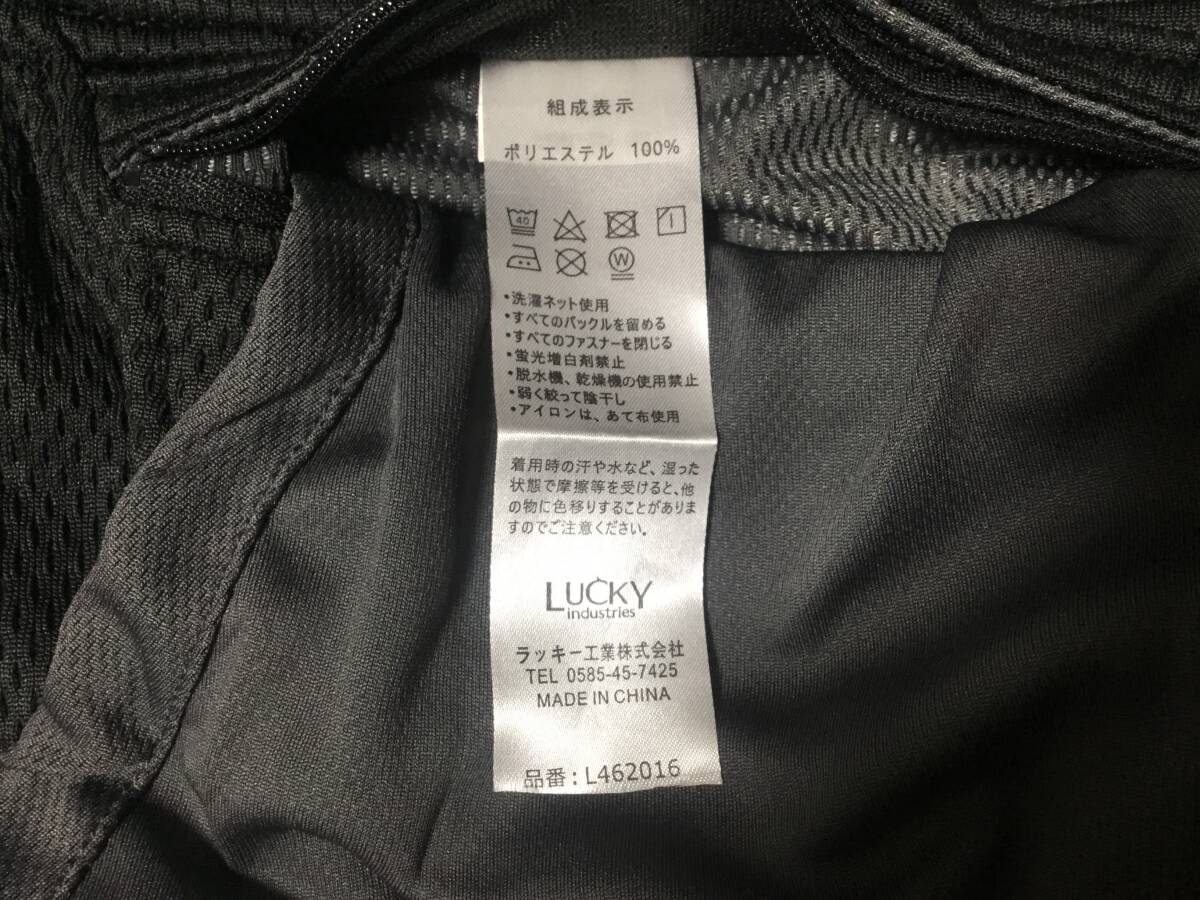 組成表示
ポリエステル 100%
40
W
・洗濯ネット使用
・すべてのバックルを留める
・すべてのファスナーを閉じる
・蛍光増白剤禁止
・脱水機、乾燥機の使用禁止
・弱く絞って陰干し
・アイロンは、あて布使用
着用時の汗や水など、湿った
状態で摩擦等を受けると、他
の物に色移りすることがありま
すのでご注意ください。
LUCKY
industries
ラッキー工業株式会社
TEL 0585-45-7425
MADE IN CHINA
品番：L462016